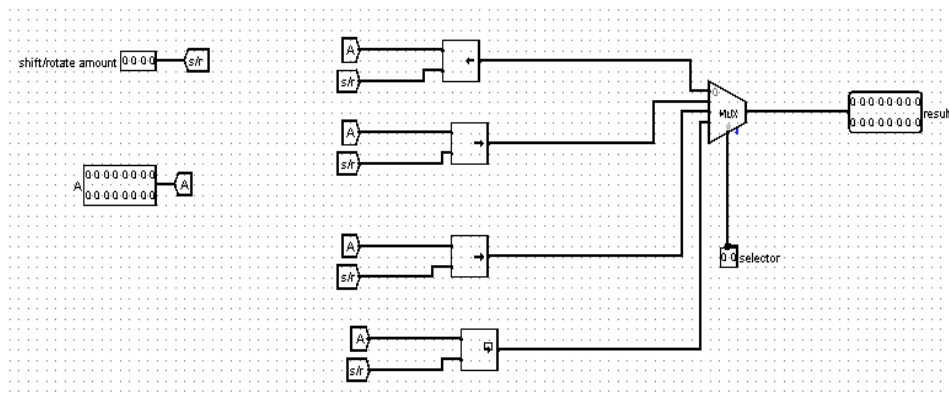 shift/rotate amount 0 0 0 0 s/r
A 0 0 0 0 0 0 0 0
0 0 0 0 0 0 0 0 A
A
s/r
A
s/r
A
s/r
A
s/r
0
MUX
0 0 selector
0 0 0 0 0 0 0 0
0 0 0 0 0 0 0 0 result